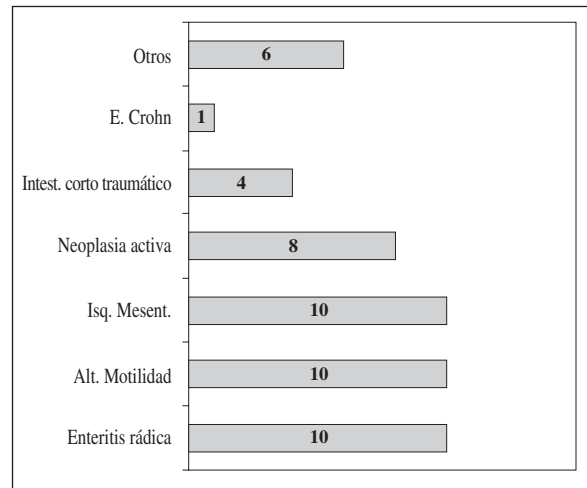 Otros 6
E. Crohn 1
Intest. corto traumático 4
Neoplasia activa 8
Isq. Mesent. 10
Alt. Motilidad 10
Enteritis rádica 10